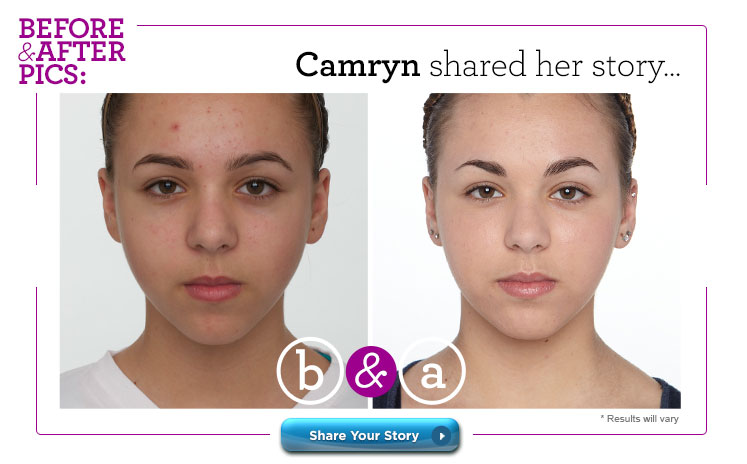 BEFORE
&AFTER
PICS:
Camryn shared her story...
b & a
* Results will vary
Share Your Story